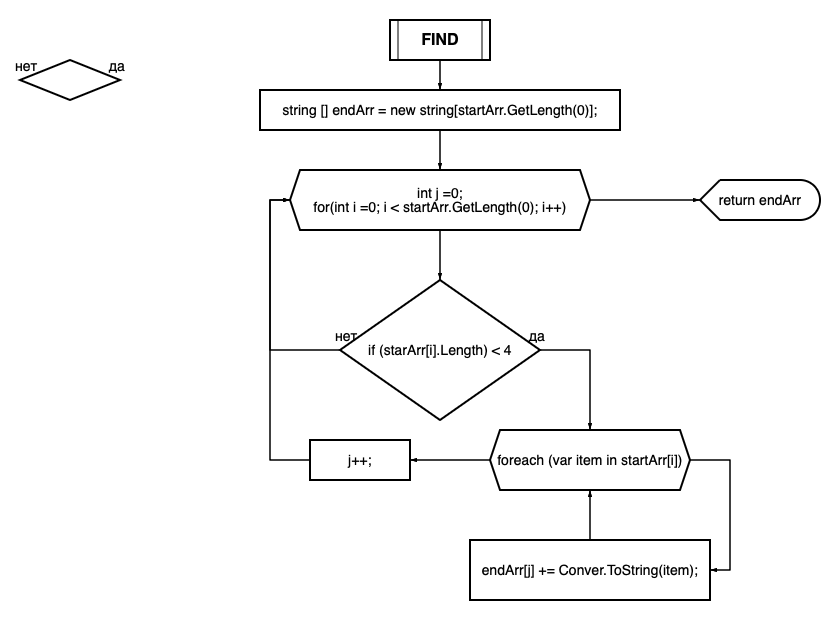 FIND
нет
да
string [] endArr = new string[startArr.GetLength(0)];
int j =0;
for(int i =0; i < startArr.GetLength(0); i++)
return endArr
нет
да
if (starArr[i].Length) < 4
j++;
foreach (var item in startArr[i])
endArr[j] += Conver.ToString(item);